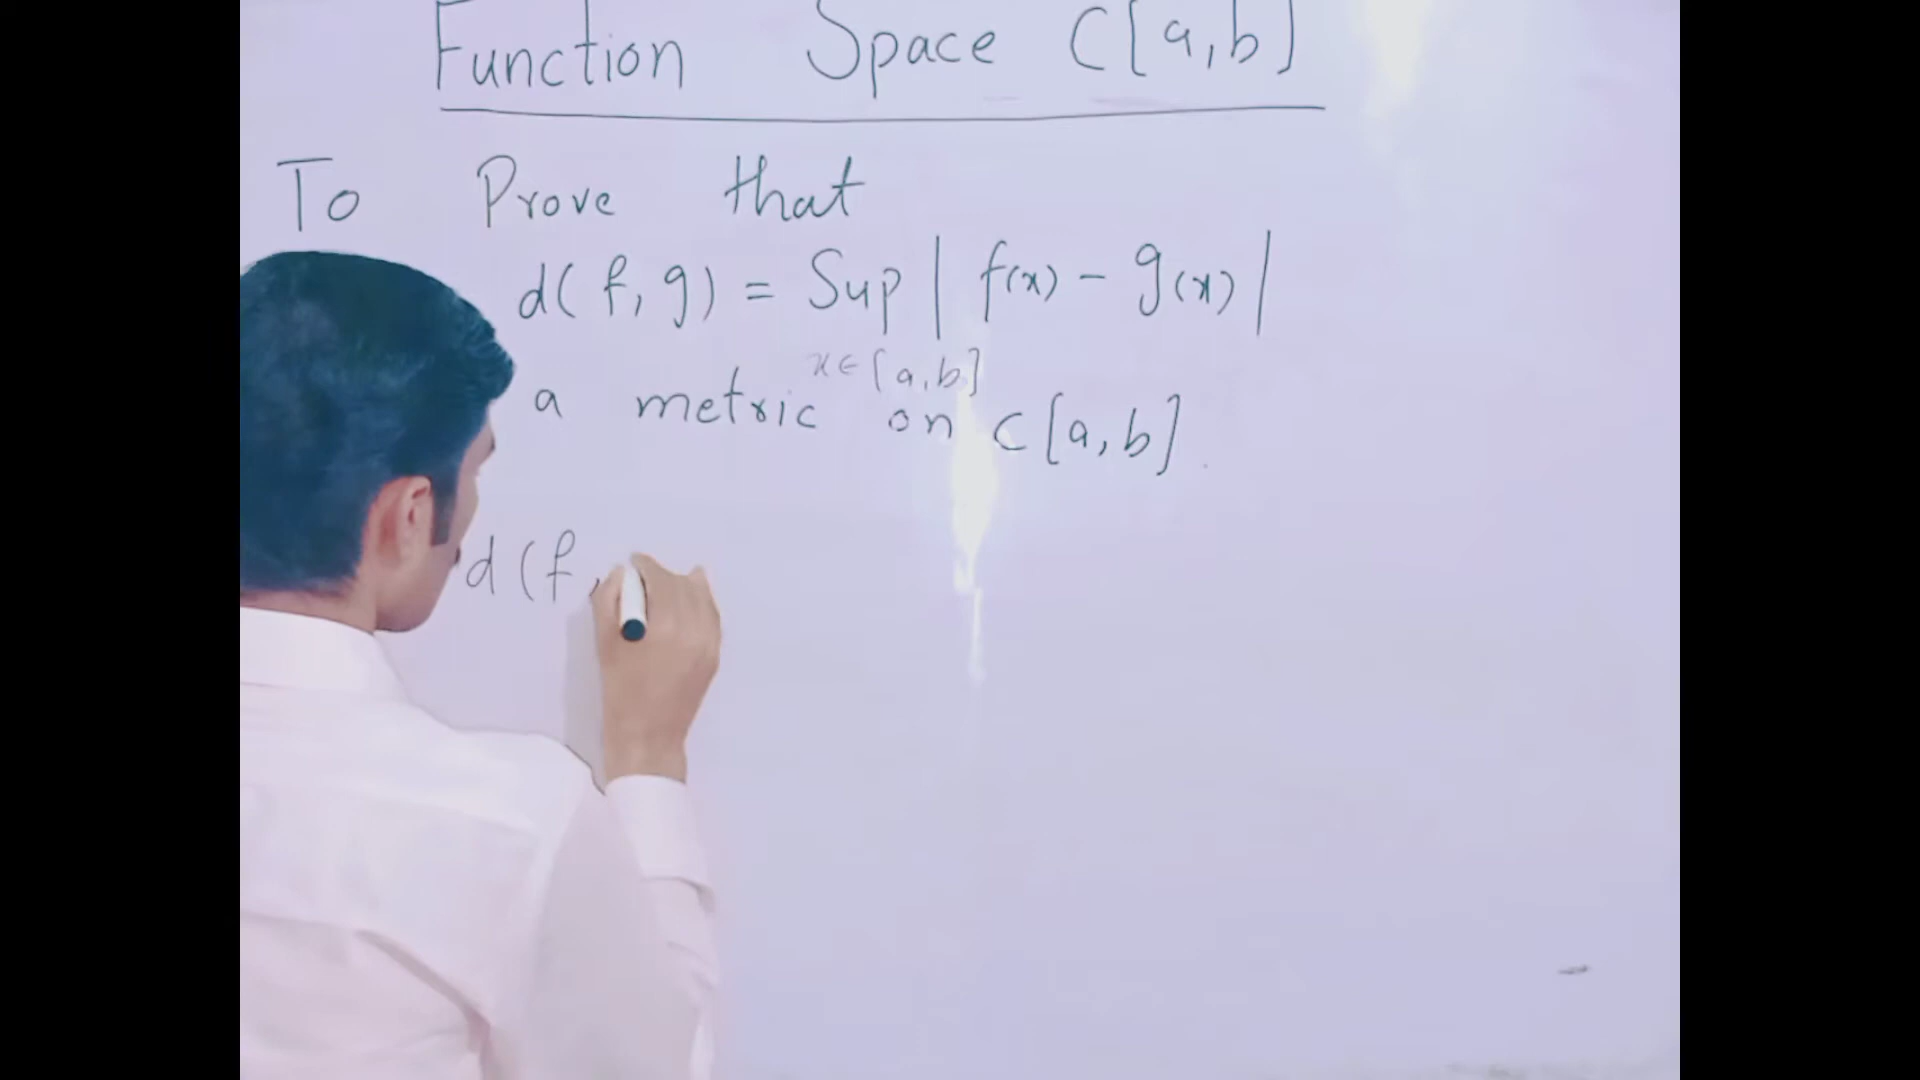 Function Space C[a,b]
To Prove that
d(f,g) = Sup | f(x) - g(x) |
x∈[a,b]
a metric on C[a,b].
d(f,